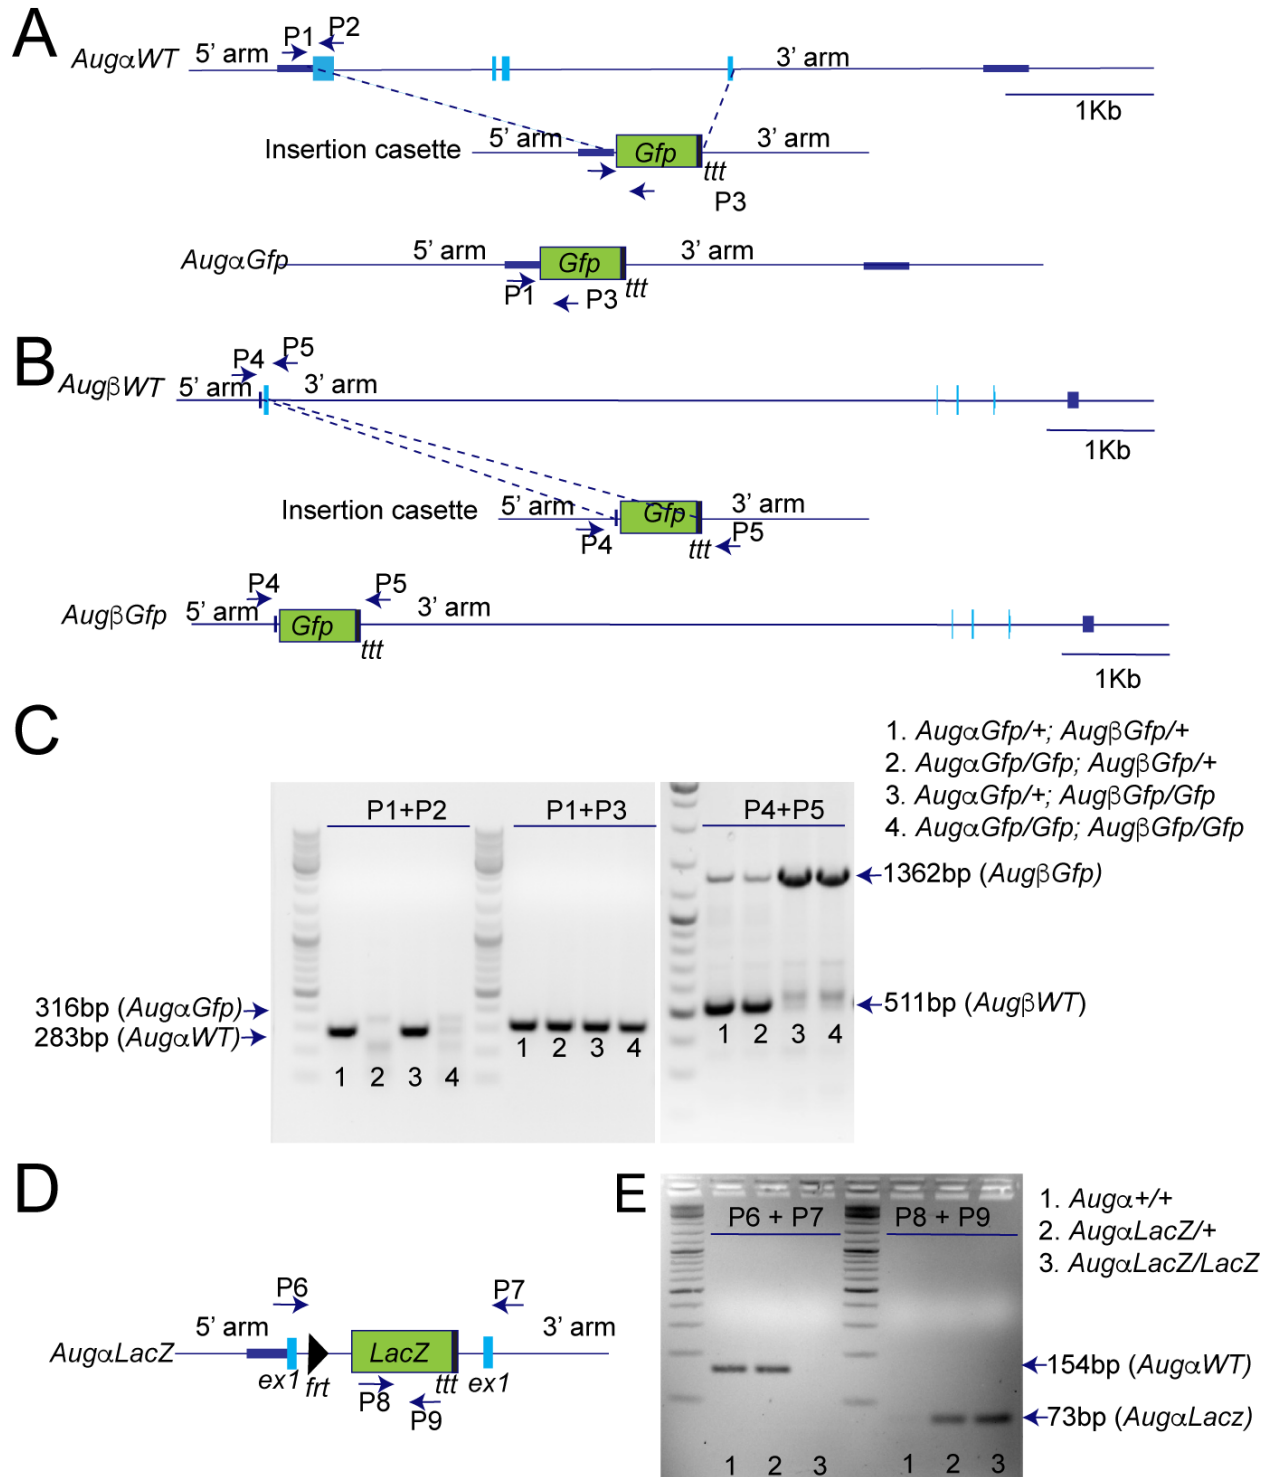 A
P1
P2
AugαWT
5’ arm
3’ arm
1Kb
Insertion casette
5’ arm
Gfp
ttt
3’ arm
P3
AugαGfp
5’ arm
Gfp
ttt
3’ arm
P1
P3
B
P4
P5
AugβWT
5’ arm
3’ arm
1Kb
Insertion casette
5’ arm
Gfp
3’ arm
P4
ttt
P5
P4
P5
AugβGfp
5’ arm
Gfp
ttt
3’ arm
1Kb
C
1. AugαGfp/+; AugβGfp/+
2. AugαGfp/Gfp; AugβGfp/+
3. AugαGfp/+; AugβGfp/Gfp
4. AugαGfp/Gfp; AugβGfp/Gfp
P1+P2
P1+P3
P4+P5
1362bp (AugβGfp)
316bp (AugαGfp)
283bp (AugαWT)
511bp (AugβWT)
1 2 3 4
1 2 3 4
1 2 3 4
D
P6
P7
5’ arm
3’ arm
AugαLacZ
ex1
frt
LacZ
ttt
ex1
P8
P9
E
P6 + P7
P8 + P9
1. Augα+/+
2. AugαLacZ/+
3. AugαLacZ/LacZ
154bp (AugαWT)
73bp (AugαLacz)
1 2 3
1 2 3